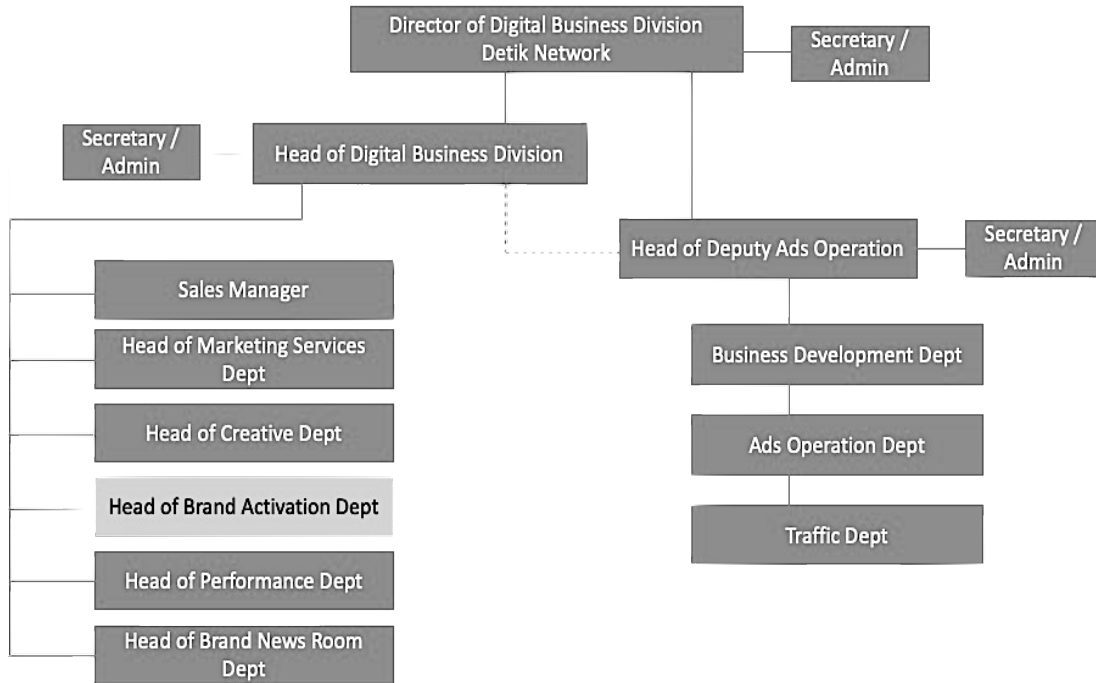 Director of Digital Business Division
Detik Network
Secretary /
Admin
Secretary /
Admin
Head of Digital Business Division
Head of Deputy Ads Operation
Secretary /
Admin
Sales Manager
Head of Marketing Services
Dept
Head of Creative Dept
Head of Brand Activation Dept
Head of Performance Dept
Head of Brand News Room
Dept
Business Development Dept
Ads Operation Dept
Traffic Dept